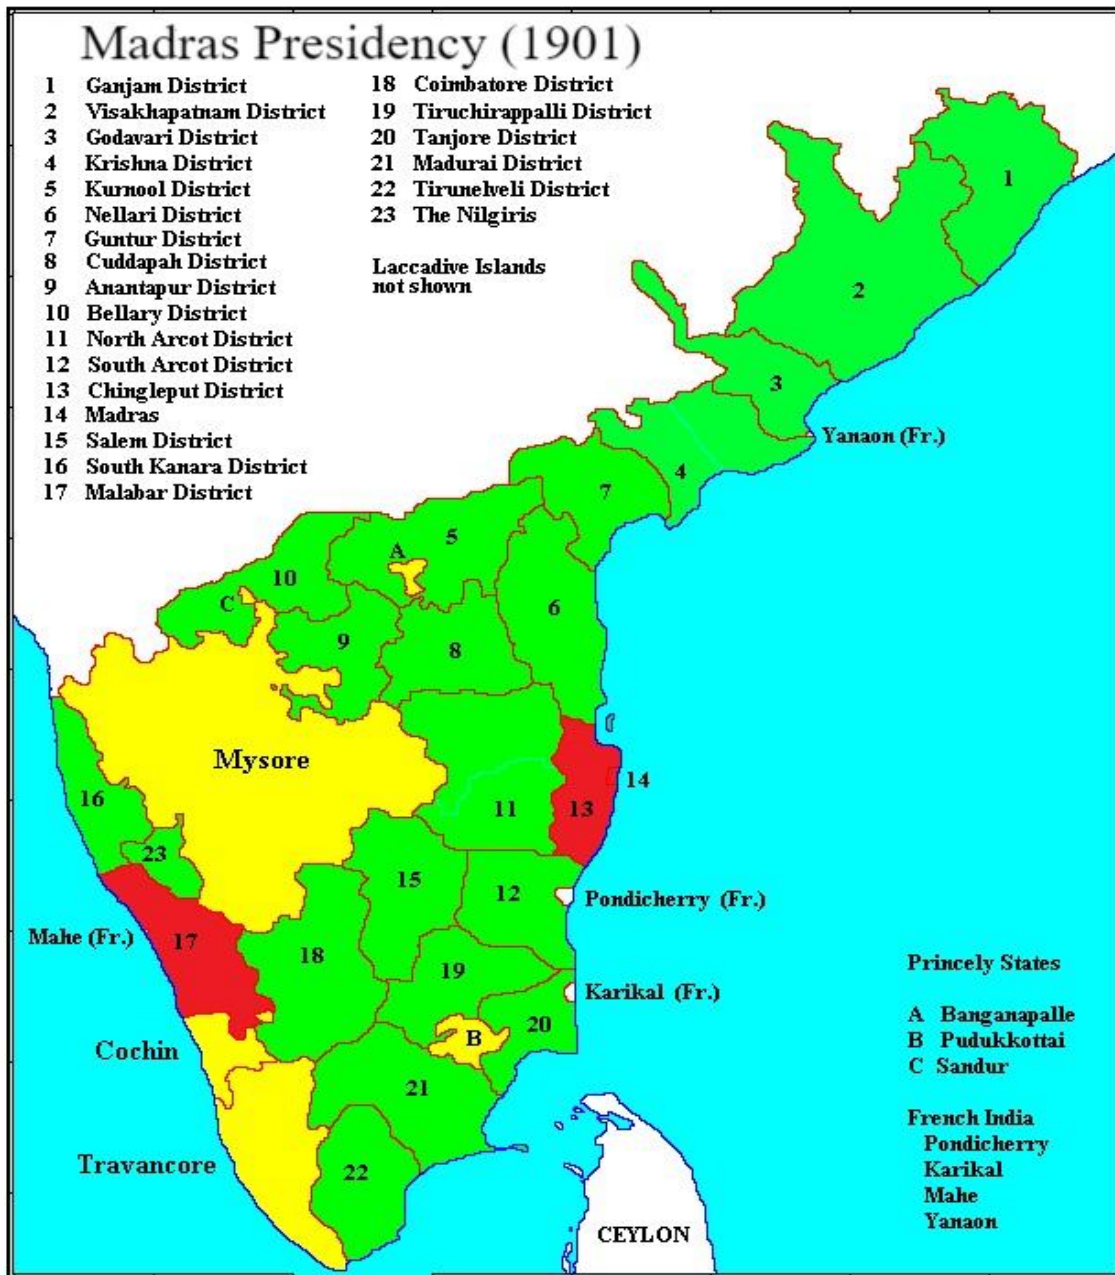 Madras Presidency (1901)
1 Ganjam District
2 Visakhapatnam District
3 Godavari District
4 Krishna District
5 Kurnool District
6 Nellari District
7 Guntur District
8 Cuddapah District
9 Anantapur District
10 Bellary District
11 North Arcot District
12 South Arcot District
13 Chingleput District
14 Madras
15 Salem District
16 South Kanara District
17 Malabar District
18 Coimbatore District
19 Tiruchirappalli District
20 Tanjore District
21 Madurai District
22 Tirunelveli District
23 The Nilgiris
Laccadive Islands
not shown
1
2
3
Yanaon (Fr.)
4
7
5
A
10
C
6
9
8
Mysore
14
16
11
13
23
15
12
Pondicherry (Fr.)
Mahe (Fr.)
17
18
19
Karikal (Fr.)
20
Cochin
B
21
Travancore
22
CEYLON
Princely States
A Banganapalle
B Pudukkottai
C Sandur
French India
Pondicherry
Karikal
Mahe
Yanaon